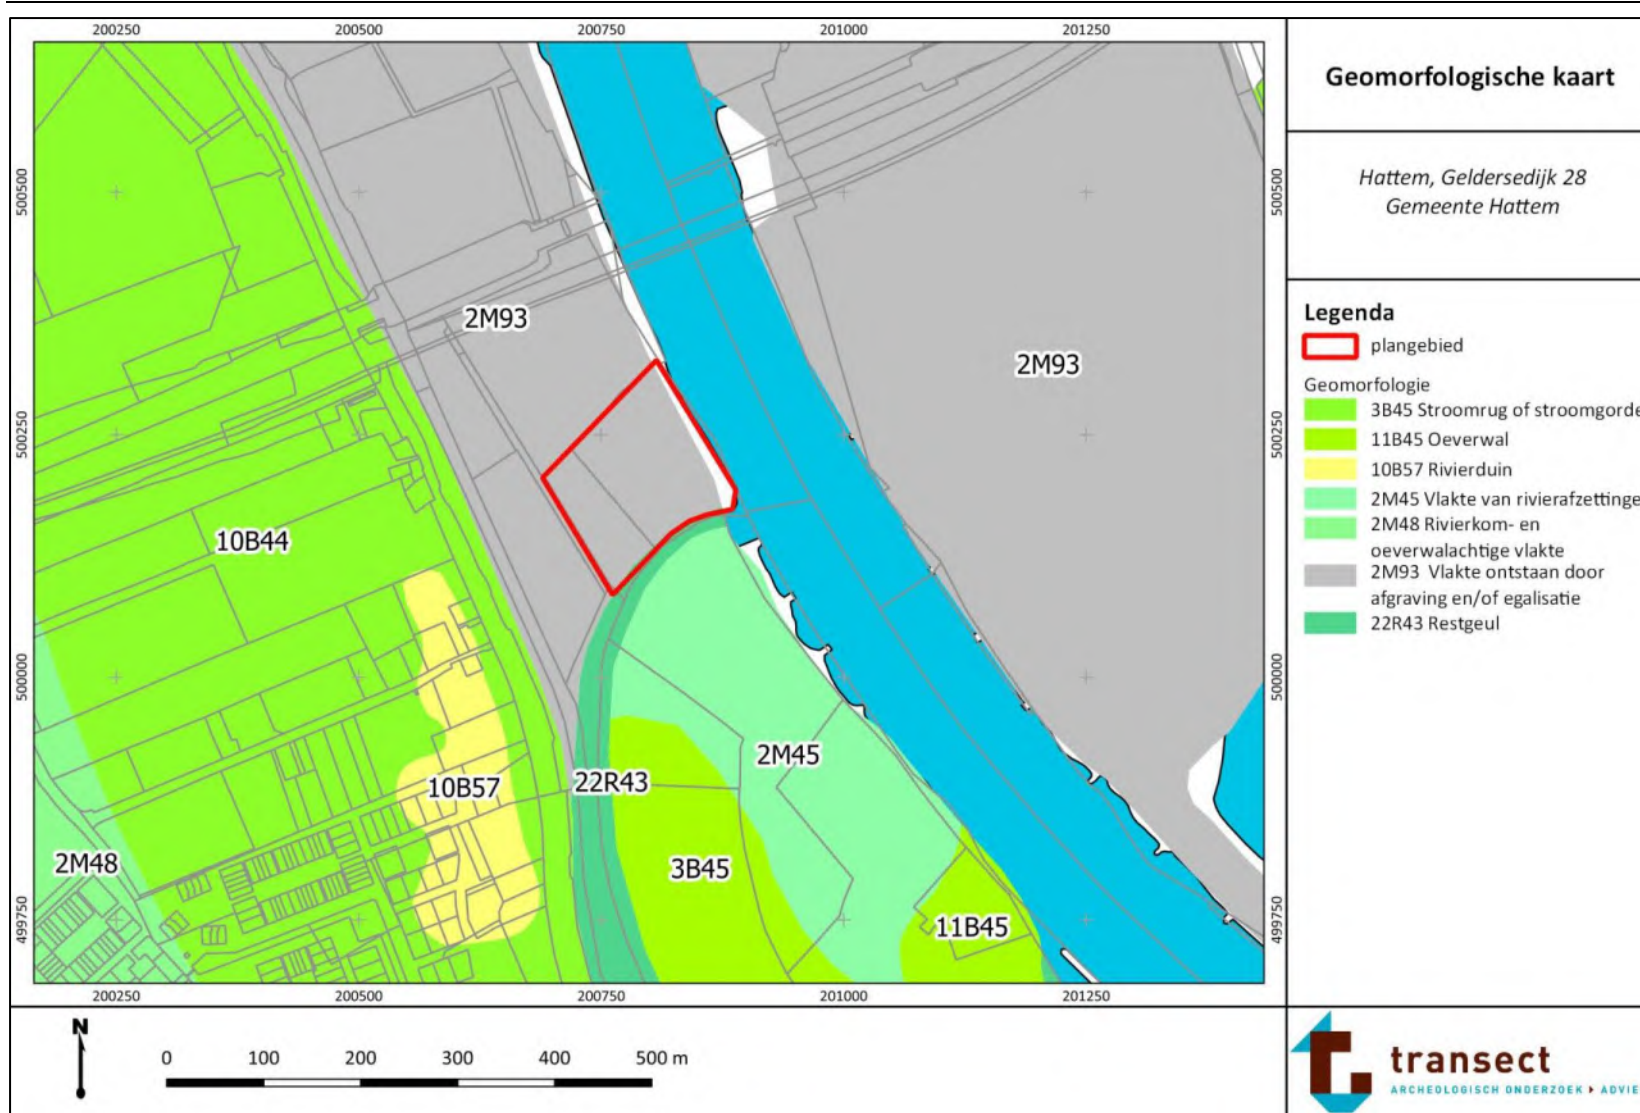 200250 200500 200750 201000 201250
Geomorfologische kaart
Hattem, Geldersedijk 28
Gemeente Hattem
500500
500500
2M93
2M93
Legenda
plangebied
Geomorfologie
3B45 Stroomrug of stroomgorde
11B45 Oeverwal
10B57 Rivierduin
2M45 Vlakte van rivierafzettinge
2M48 Rivierkom- en
oeverwalachtige vlakte
2M93 Vlakte ontstaan door
afgraving en/of egalisatie
22R43 Restgeul
500250
500250
10B44
500000
500000
2M45
10B57
22R43
2M48
3B45
11B45
499750
499750
200250 200500 200750 201000 201250
N
0 100 200 300 400 500 m
transect
ARCHEOLOGISCH ONDERZOEK ADVIE